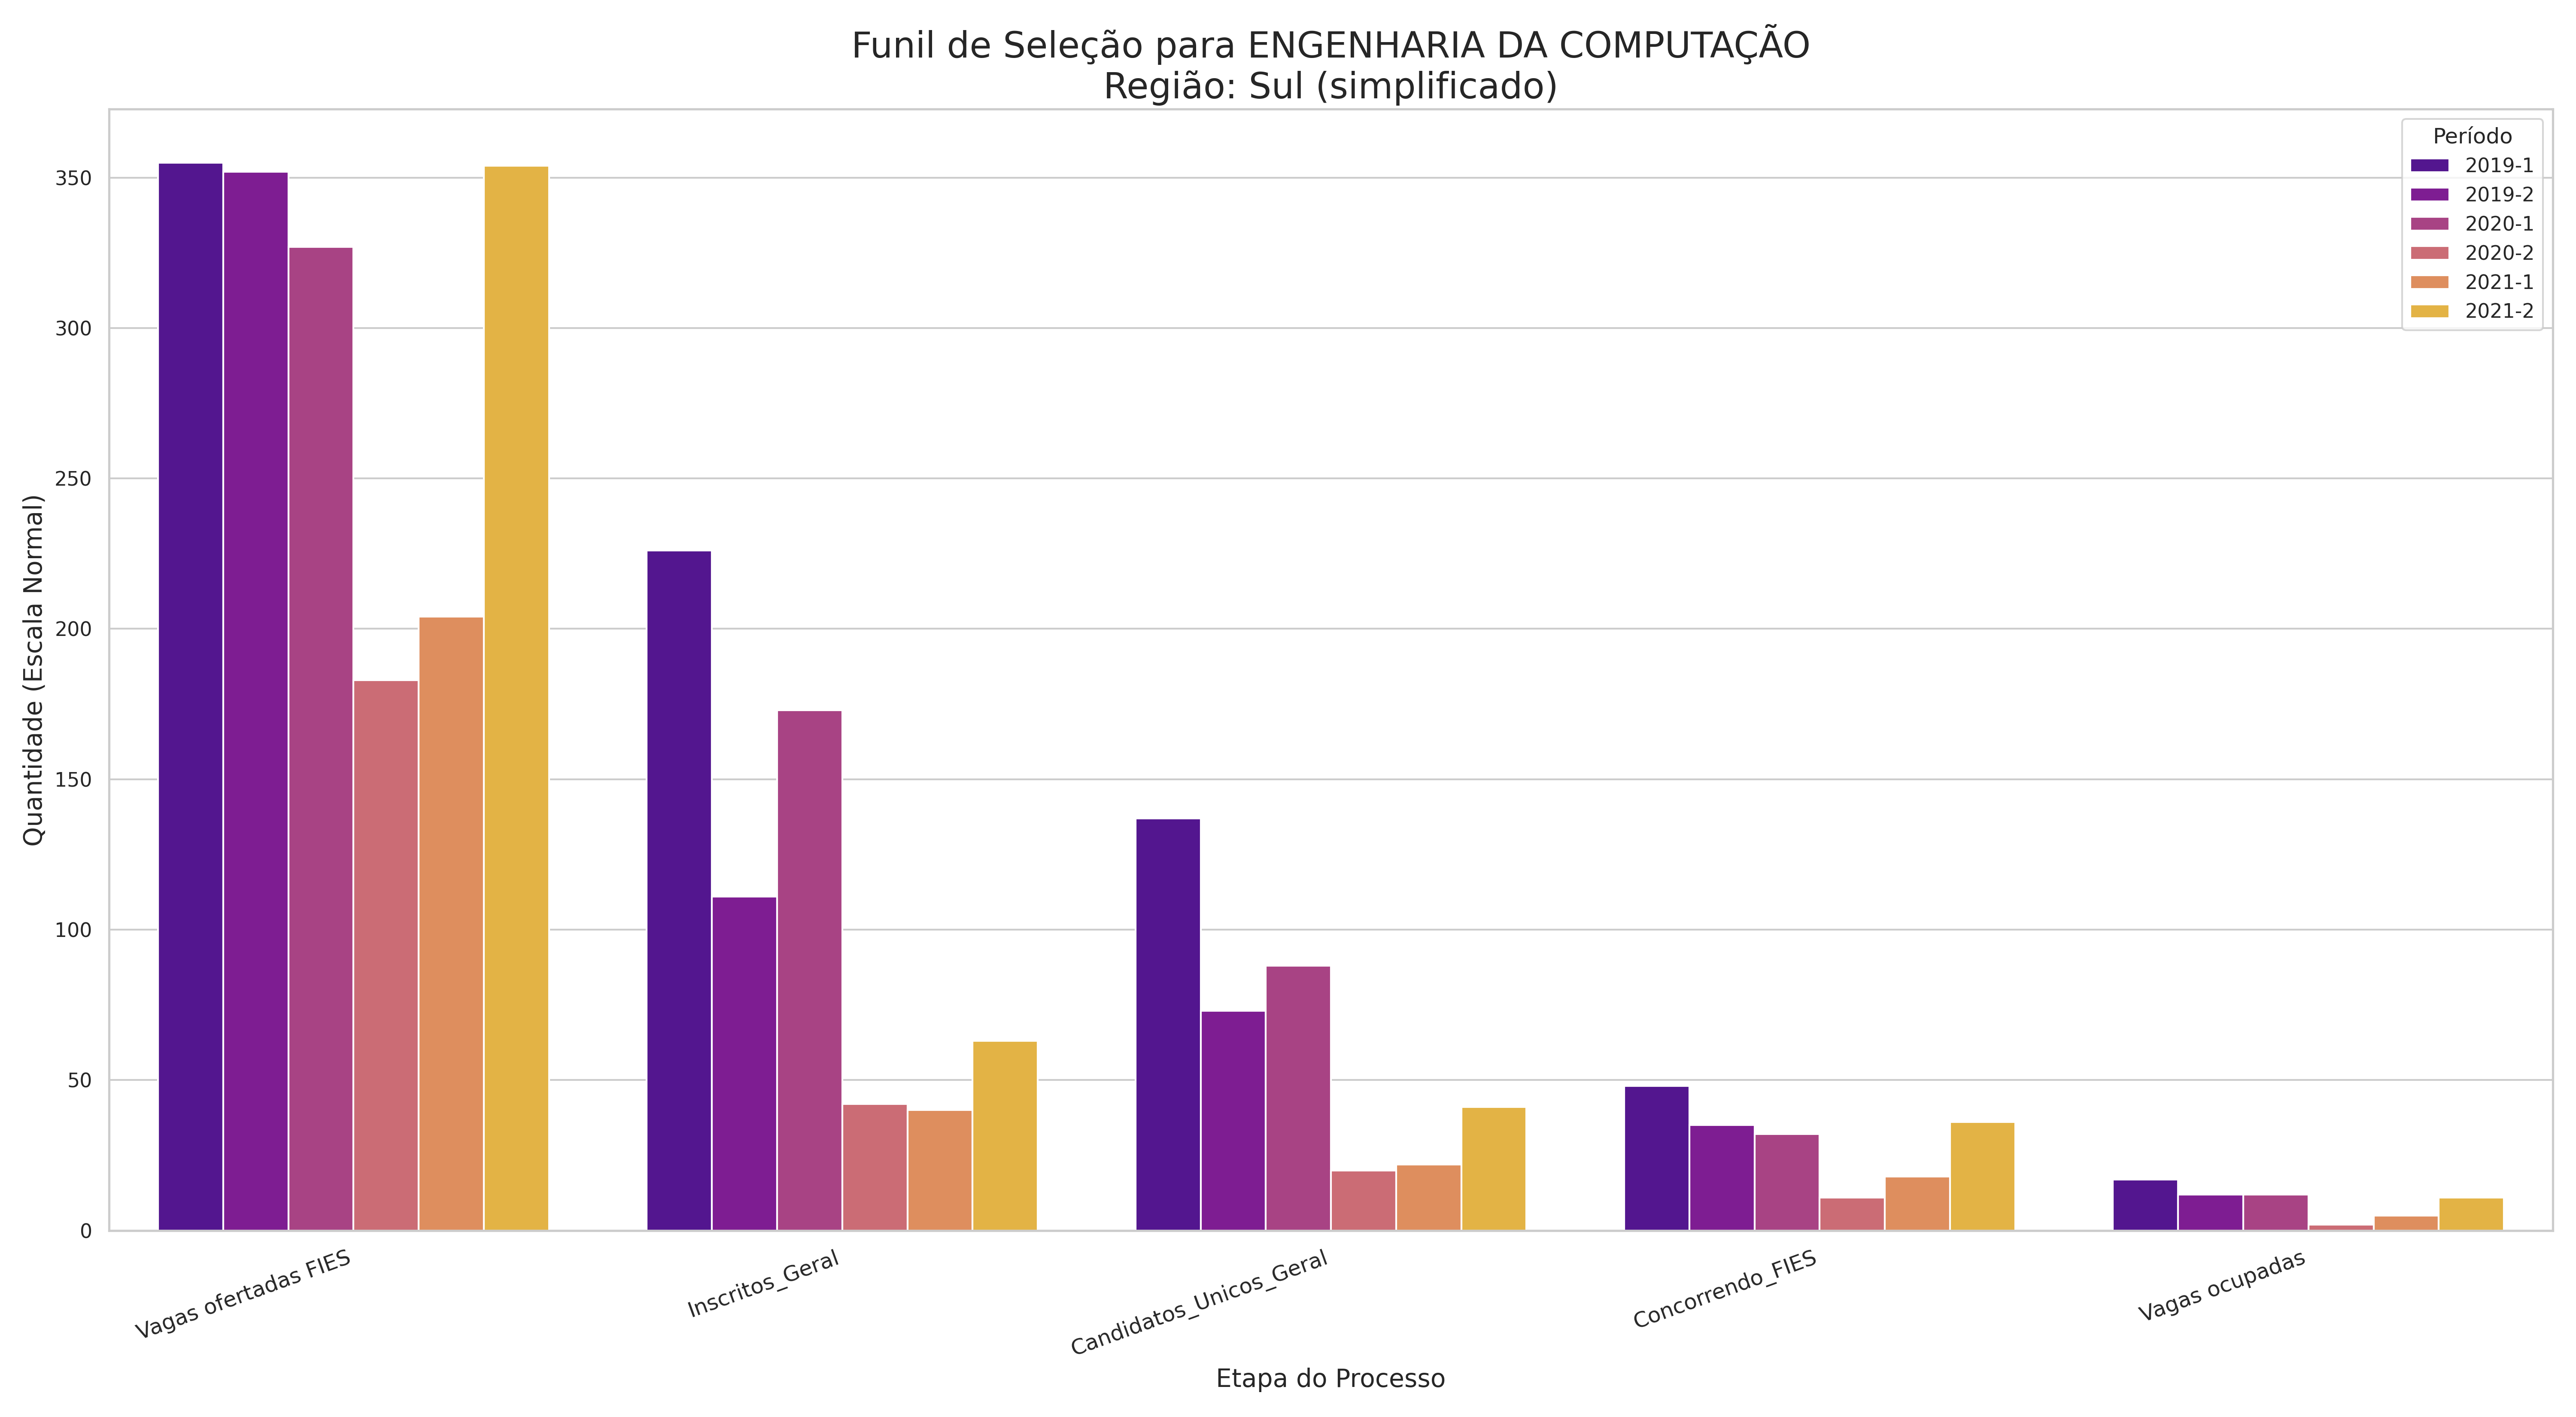 Funil de Seleção para ENGENHARIA DA COMPUTAÇÃO
Região: Sul (simplificado)
Quantidade (Escala Normal)
350
300
250
200
150
100
50
0
Período
2019-1
2019-2
2020-1
2020-2
2021-1
2021-2
Vagas ofertadas FIES
Inscritos_Geral
Candidatos_Unicos_Geral
Concorrendo_FIES
Vagas ocupadas
Etapa do Processo